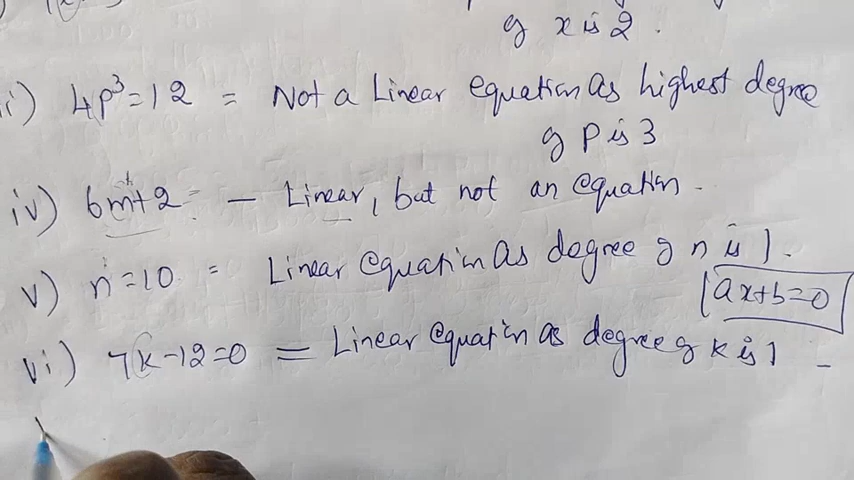 g x is 2.
ii) 4p³=12 = Not a Linear equation as highest degree
g p is 3
iv) 6m+2 - Linear, but not an equation.
v) n=10 = Linear equation as degree g n is 1.
ax+b=0
vi) 7k-12=0 = Linear equation as degree g k is 1